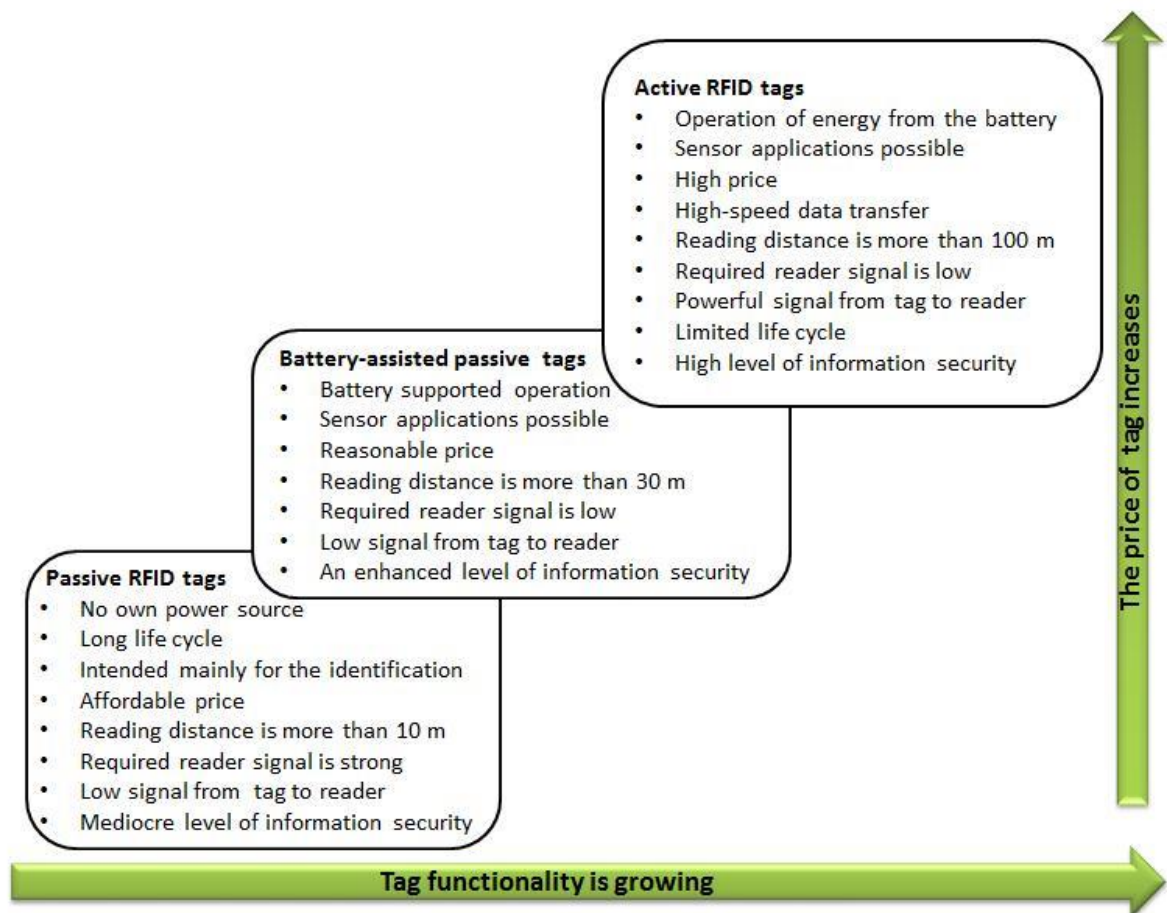 Active RFID tags
• Operation of energy from the battery
• Sensor applications possible
• High price
• High-speed data transfer
• Reading distance is more than 100 m
• Required reader signal is low
• Powerful signal from tag to reader
• Limited life cycle
• High level of information security
Battery-assisted passive tags
• Battery supported operation
• Sensor applications possible
• Reasonable price
• Reading distance is more than 30 m
• Required reader signal is low
• Low signal from tag to reader
• An enhanced level of information security
Passive RFID tags
• No own power source
• Long life cycle
• Intended mainly for the identification
• Affordable price
• Reading distance is more than 10 m
• Required reader signal is strong
• Low signal from tag to reader
• Mediocre level of information security
The price of tag increases
Tag functionality is growing